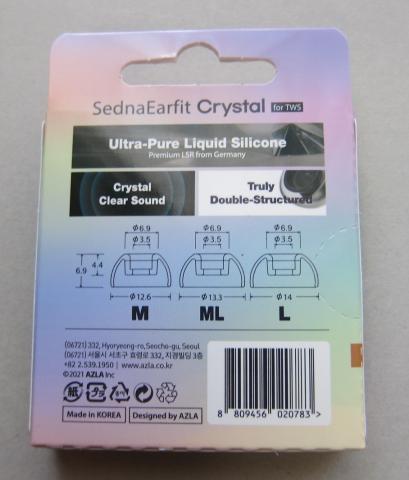 SednaEarfit Crystal for TWS
Ultra-Pure Liquid Silicone
Premium LSR from Germany
Crystal
Clear Sound
Truly
Double-Structured
Φ6.9 Φ6.9 Φ6.9
Φ3.5 Φ3.5 Φ3.5
6.9 4.4
Φ12.6 Φ13.3 Φ14
M ML L
(06721) 332, Hyoryeong-ro, Seocho-gu, Seoul
(06721) 서울시 서초구 효령로 332, 지경빌딩 3층
+82 2.539.1950 | www.azla.co.kr
©2021 AZLA Inc
紙 プラ
Made in KOREA Designed by AZLA
8 809456 020783 >